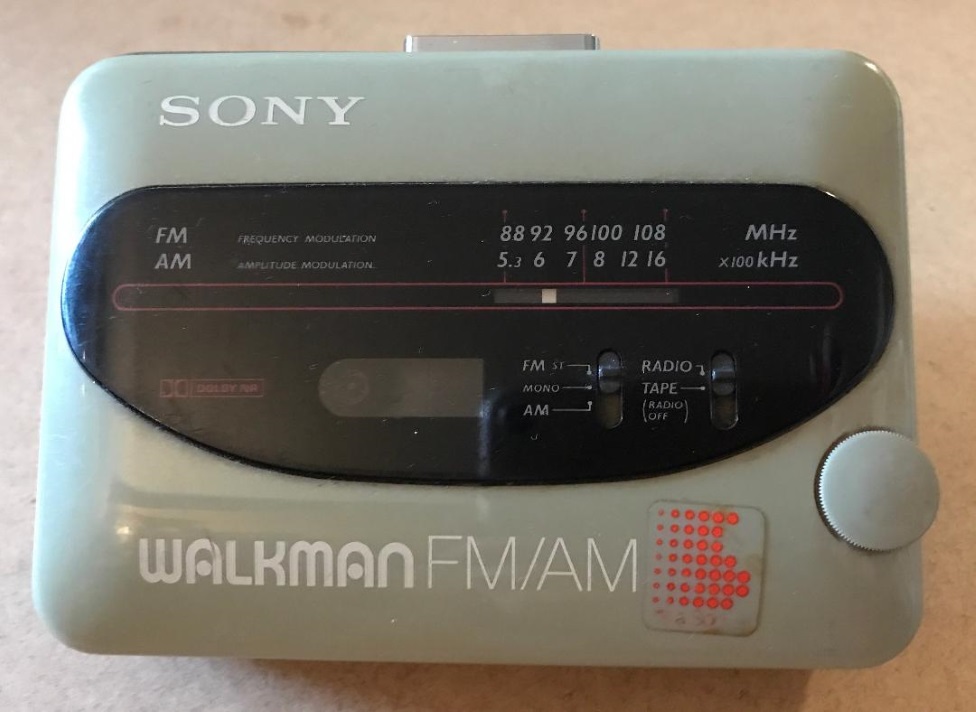 SONY
FM FREQUENCY MODULATION 88 92 96 100 108 MHz
AM AMPLITUDE MODULATION 5.3 6 7 8 12 16 x100 kHz
DOLBY NR
FM ST
MONO
AM
RADIO
TAPE
(RADIO OFF)
WALKMAN FM/AM